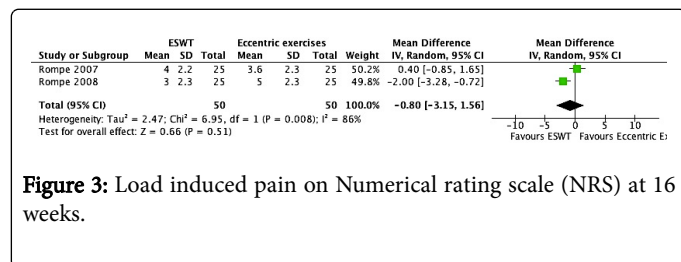 ESWT Eccentric exercises Mean Difference Mean Difference
Study or Subgroup Mean SD Total Mean SD Total Weight IV, Random, 95% CI IV, Random, 95% CI
Rompe 2007 4 2.2 25 3.6 2.3 25 50.2% 0.40 [-0.85, 1.65]
Rompe 2008 3 2.3 25 5 2.3 25 49.8% -2.00 [-3.28, -0.72]
Total (95% CI) 50 50 100.0% -0.80 [-3.15, 1.56]
Heterogeneity: Tau² = 2.47; Chi² = 6.95, df = 1 (P = 0.008); I² = 86%
Test for overall effect: Z = 0.66 (P = 0.51)
-10 -5 0 5 10
Favours ESWT Favours Eccentric Ex
Figure 3: Load induced pain on Numerical rating scale (NRS) at 16
weeks.